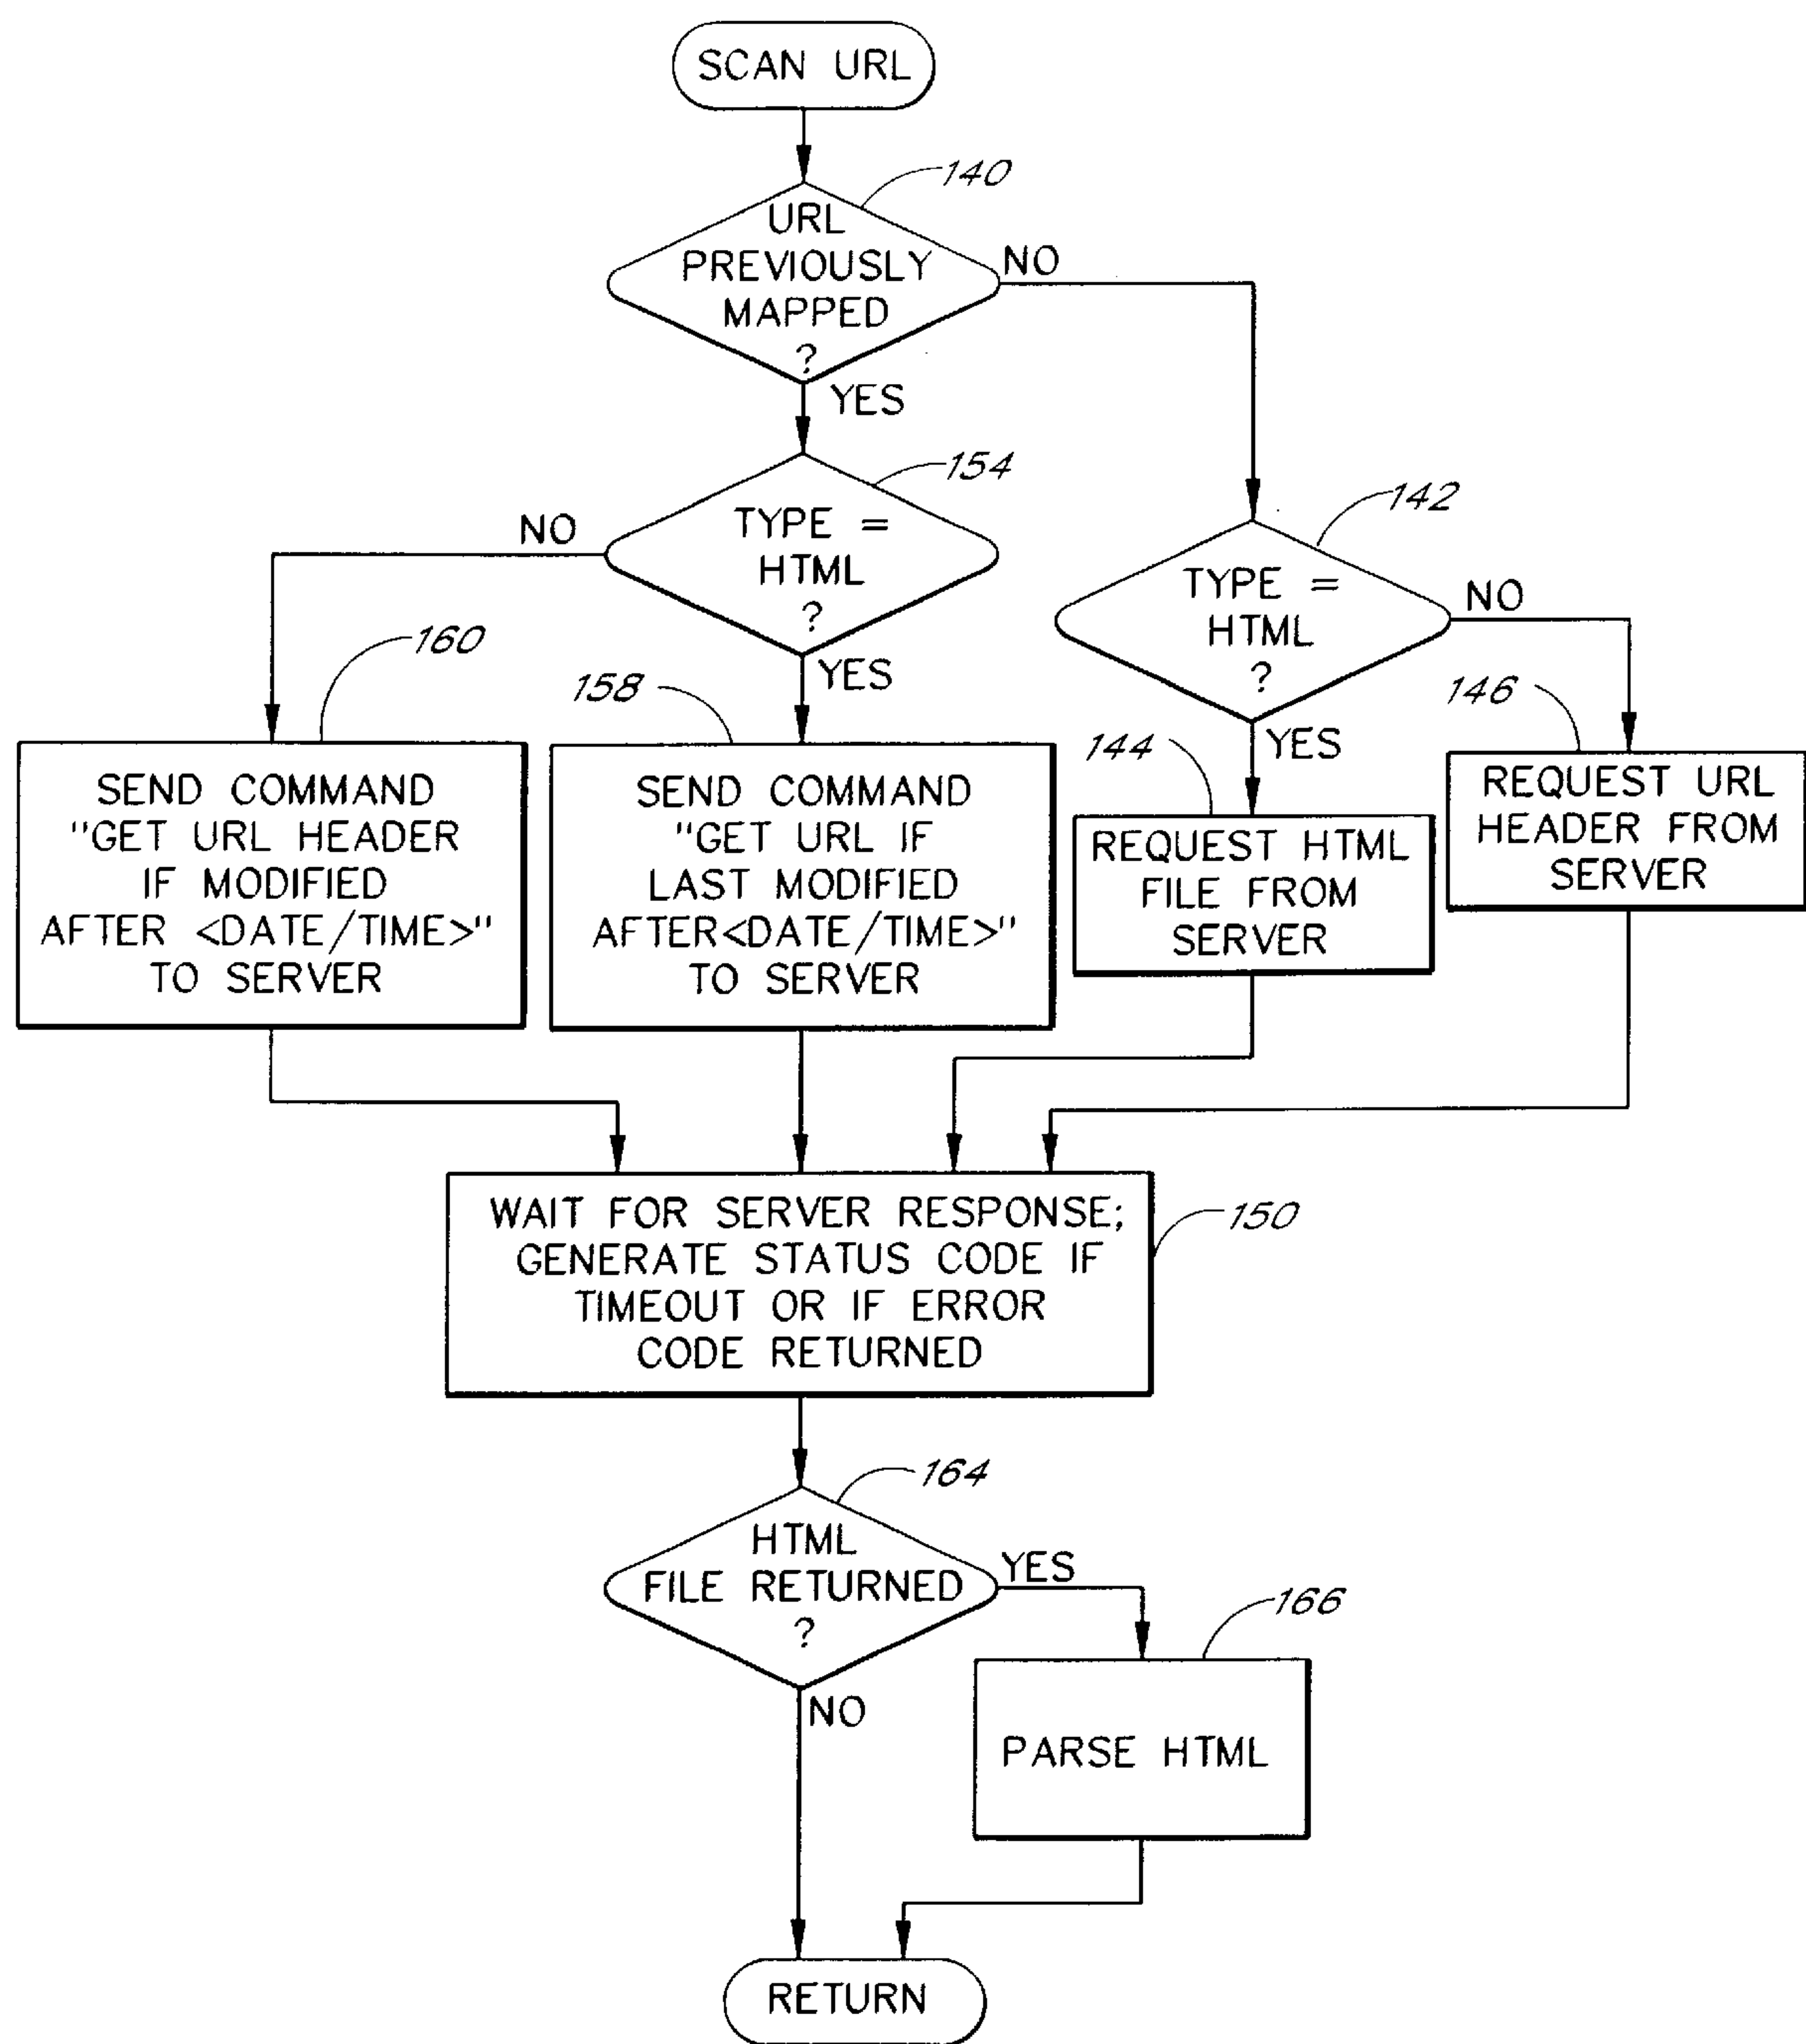 SCAN URL
140
URL
PREVIOUSLY
MAPPED
?
NO
YES
154
TYPE =
HTML
?
NO
YES
142
TYPE =
HTML
?
NO
YES
160
SEND COMMAND
"GET URL HEADER
IF MODIFIED
AFTER <DATE/TIME>"
TO SERVER
158
SEND COMMAND
"GET URL IF
LAST MODIFIED
AFTER<DATE/TIME>"
TO SERVER
144
REQUEST HTML
FILE FROM
SERVER
146
REQUEST URL
HEADER FROM
SERVER
WAIT FOR SERVER RESPONSE;
GENERATE STATUS CODE IF
TIMEOUT OR IF ERROR
CODE RETURNED
150
164
HTML
FILE RETURNED
?
YES
NO
166
PARSE HTML
RETURN